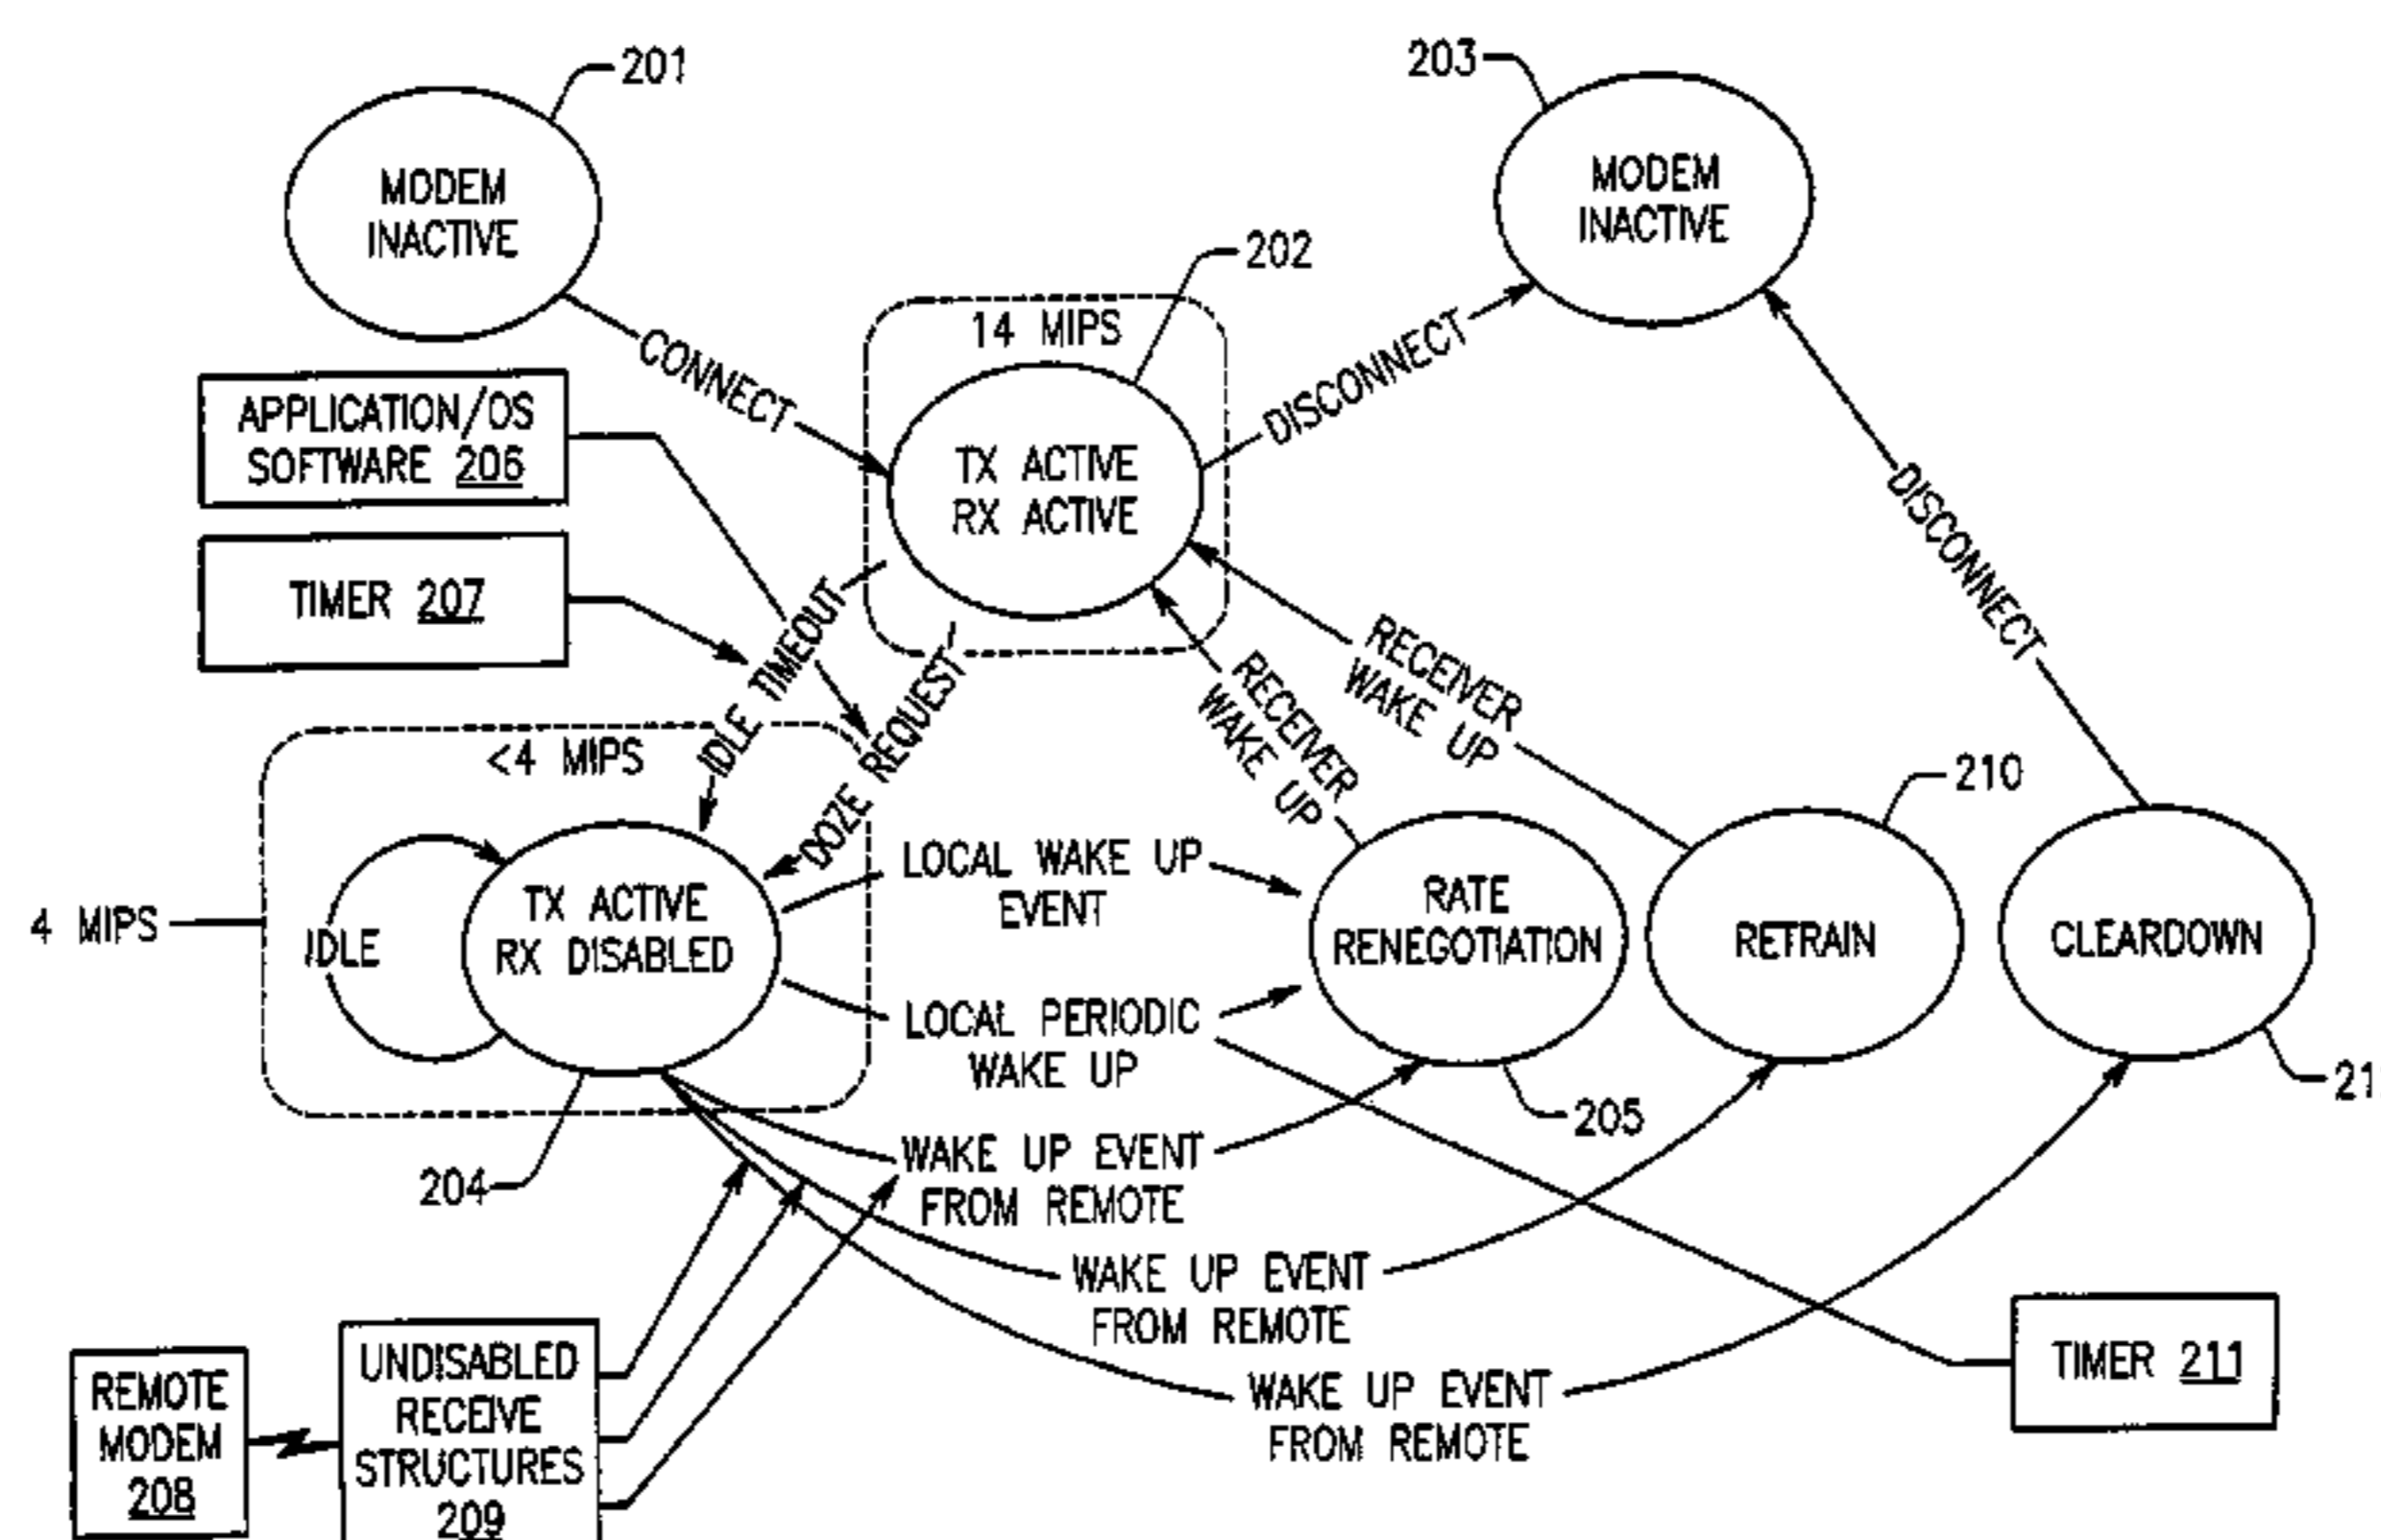 201
203
MODEM
INACTIVE
MODEM
INACTIVE
202
14 MIPS
CONNECT
DISCONNECT
APPLICATION/OS
SOFTWARE 206
TX ACTIVE
RX ACTIVE
DISCONNECT
TIMER 207
IDLE TIMEOUT
DOZE REQUEST
RECEIVER
WAKE UP
RECEIVER
WAKE UP
<4 MIPS
210
4 MIPS
IDLE
TX ACTIVE
RX DISABLED
LOCAL WAKE UP
EVENT
RATE
RENEGOTIATION
RETRAIN
CLEARDOWN
LOCAL PERIODIC
WAKE UP
21
205
204
WAKE UP EVENT
FROM REMOTE
WAKE UP EVENT
FROM REMOTE
WAKE UP EVENT
FROM REMOTE
TIMER 211
REMOTE
MODEM
208
UNDISABLED
RECEIVE
STRUCTURES
209